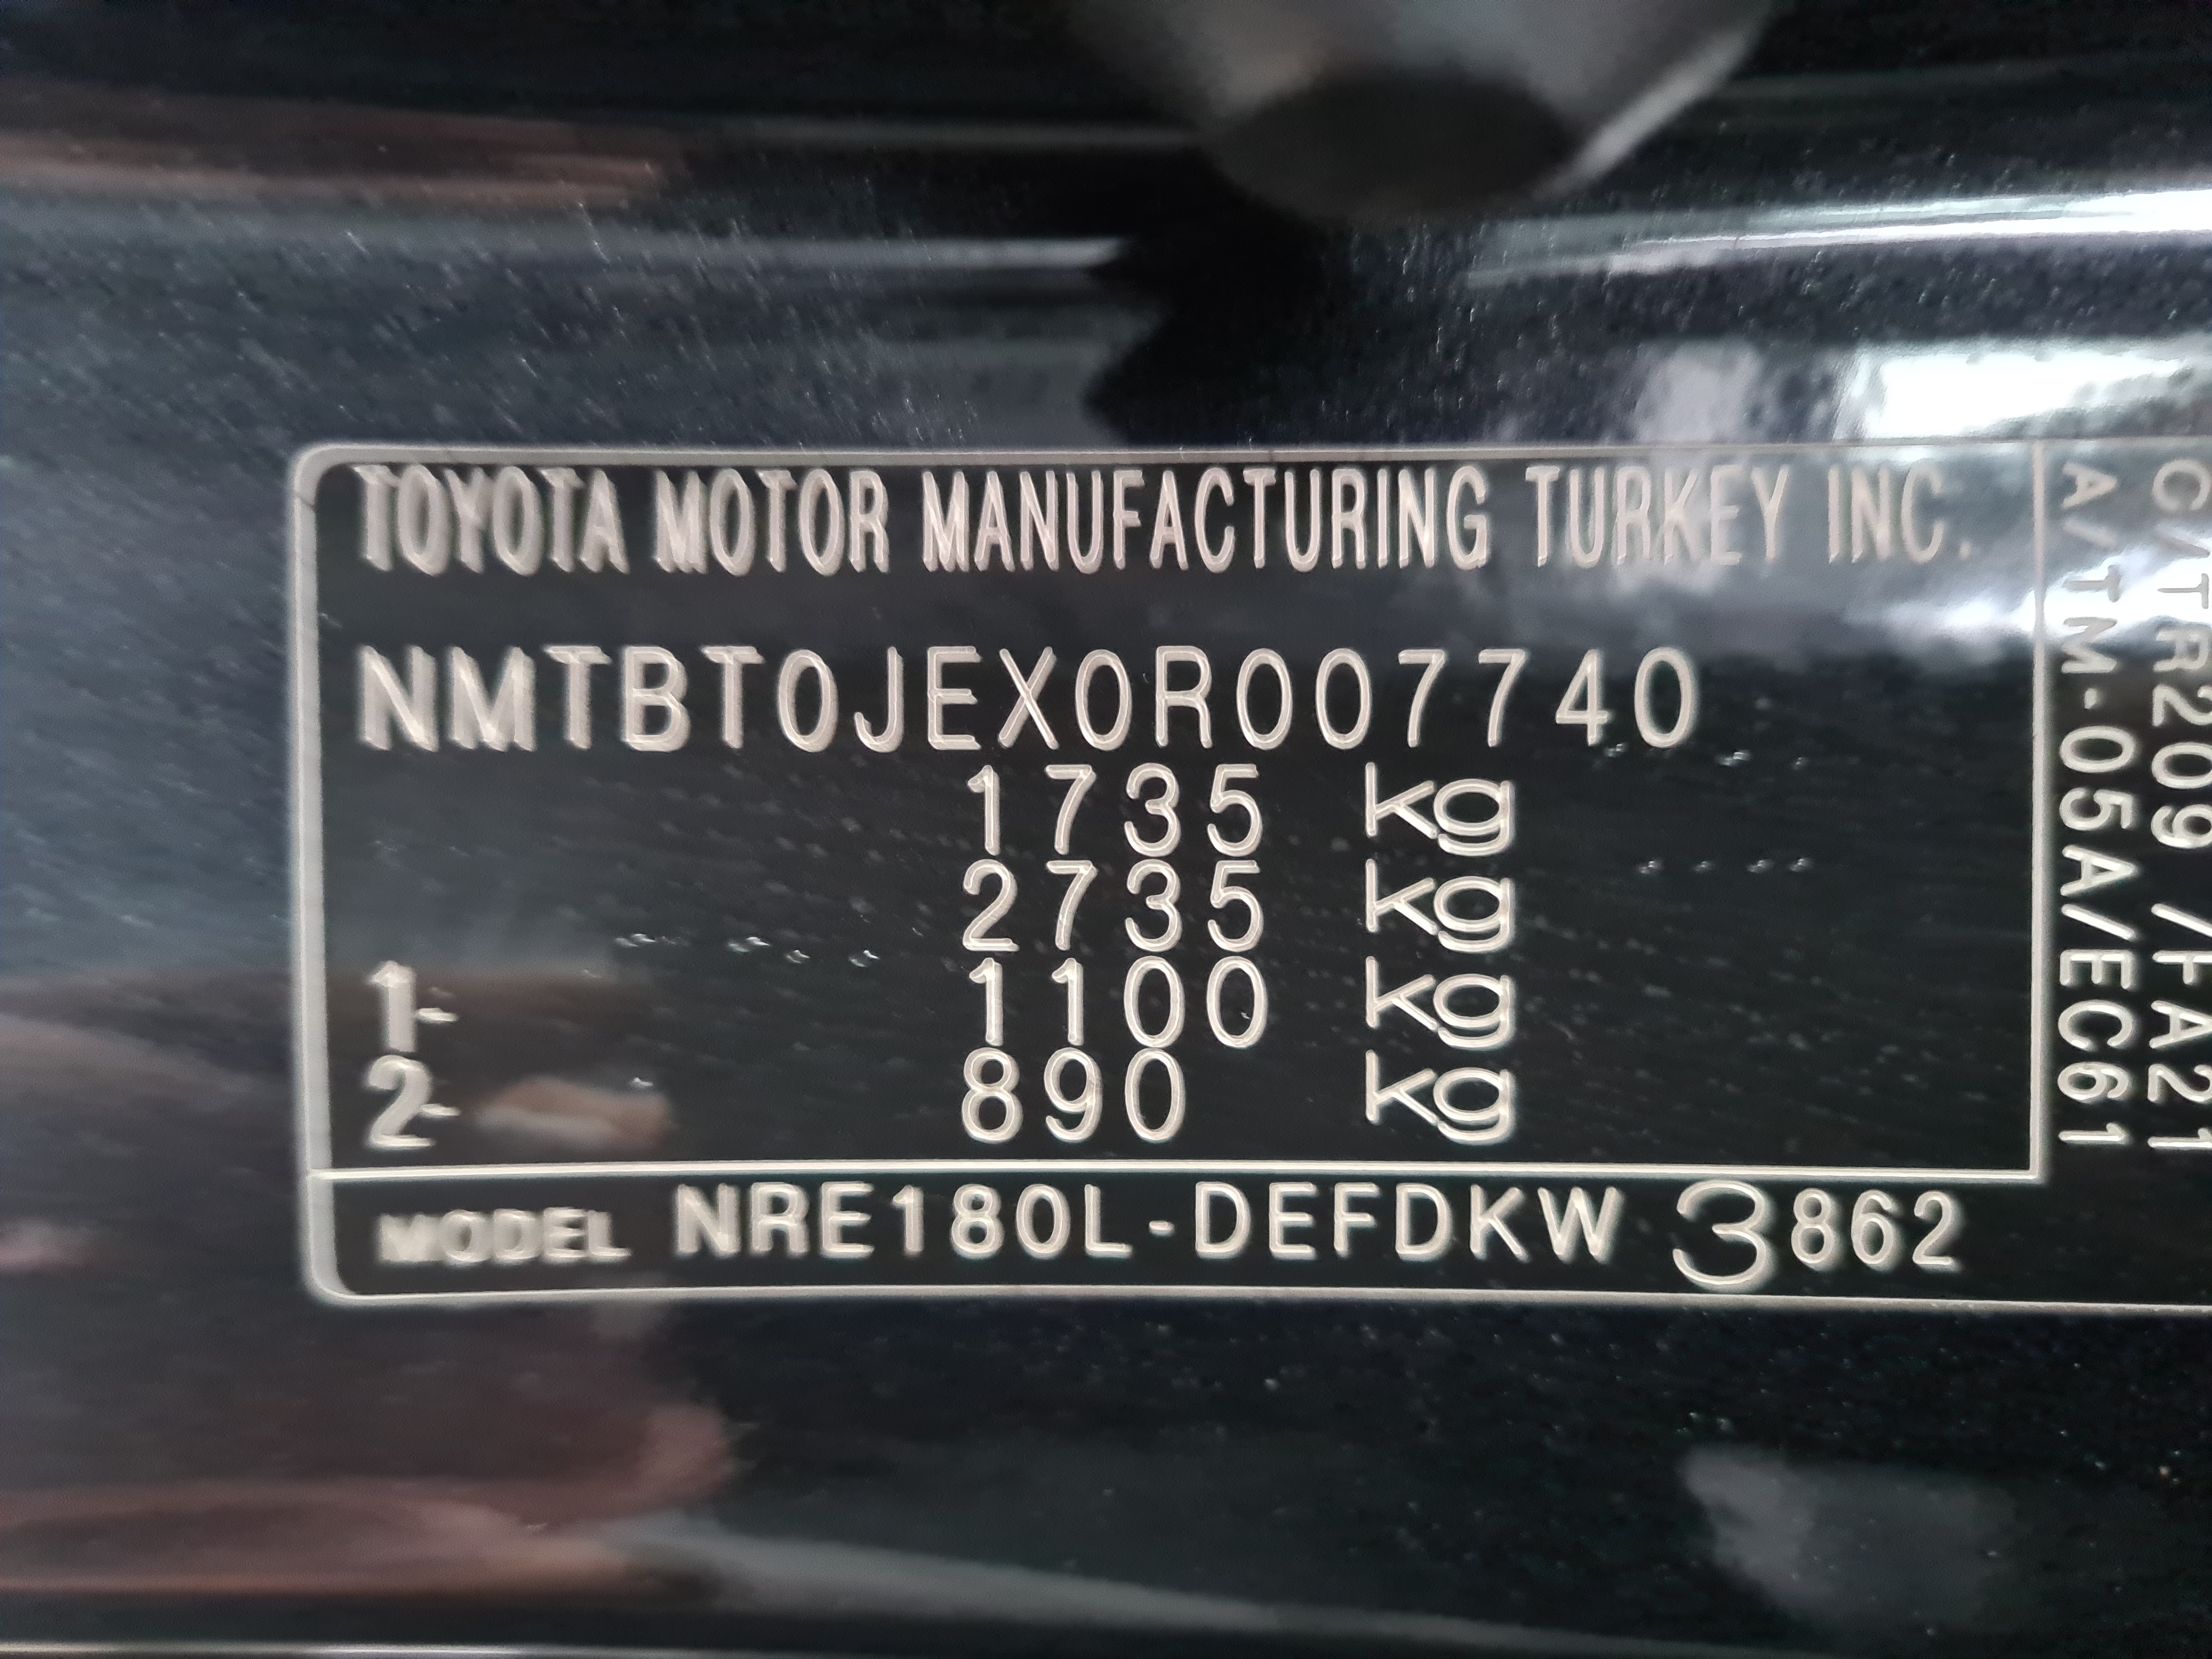 TOYOTA MOTOR MANUFACTURING TURKEY INC.
NMTBT0JEX0R007740
1735 kg
2735 kg
1- 1100 kg
2- 890 kg
MODEL NRE180L-DEFDKW 3862
C/TR209 /FA21
A/TM-05A/EC61